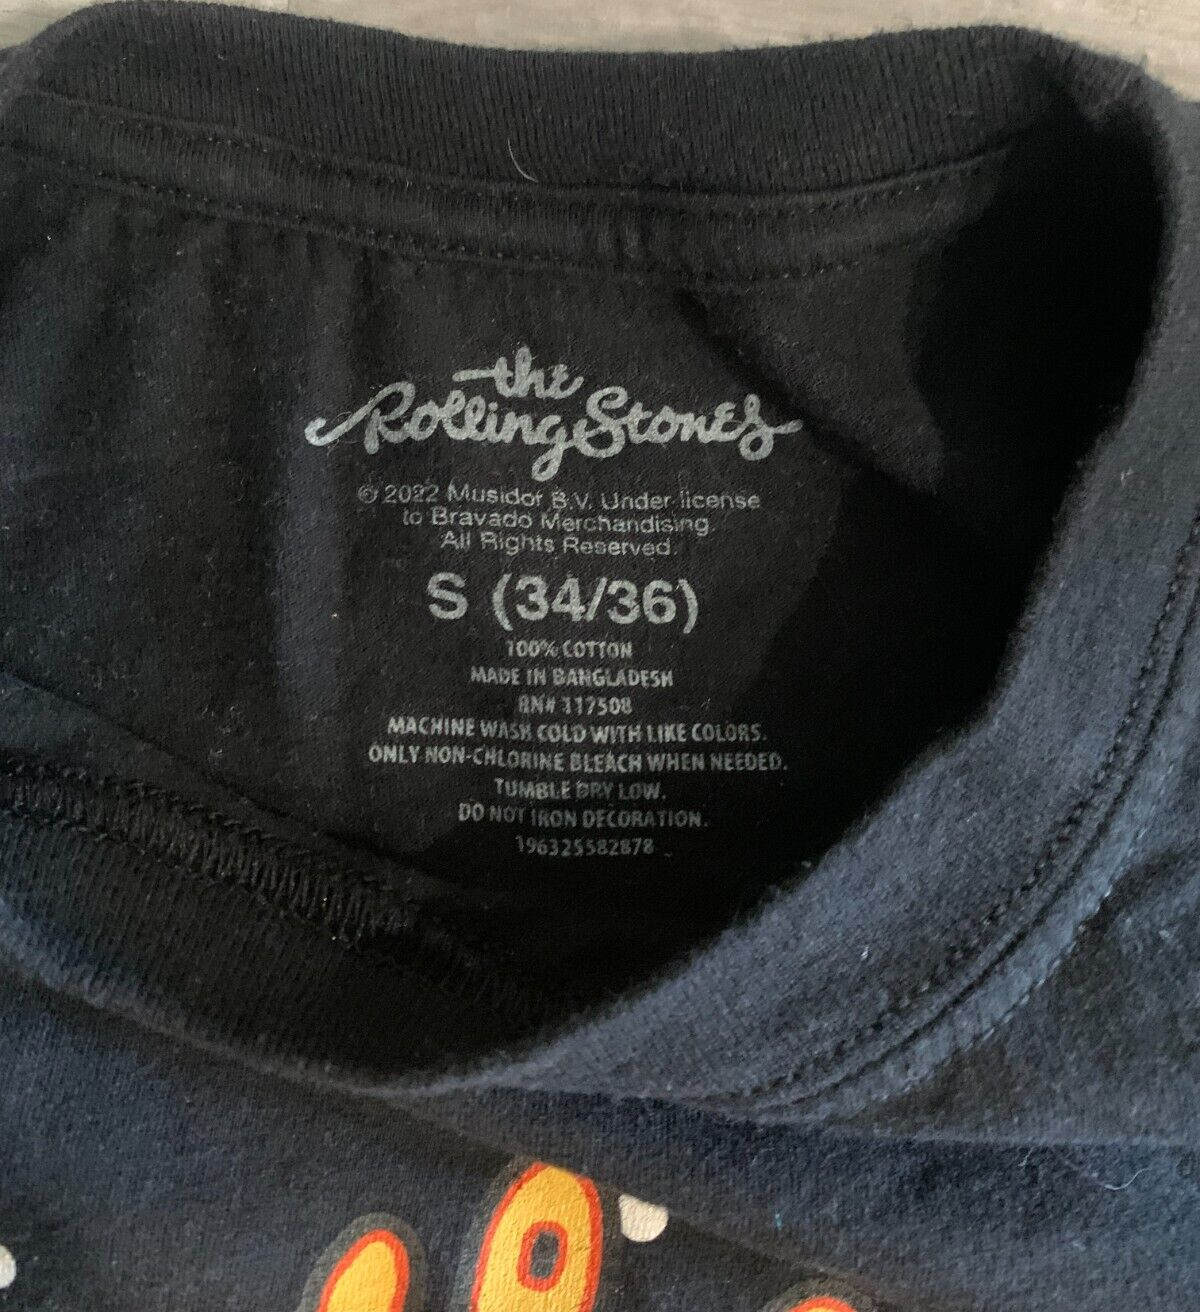 the
Rolling Stones
© 2022 Musidor B.V. Under license
to Bravado Merchandising.
All Rights Reserved.
S (34/36)
100% COTTON
MADE IN BANGLADESH
RN# 117508
MACHINE WASH COLD WITH LIKE COLORS.
ONLY NON-CHLORINE BLEACH WHEN NEEDED.
TUMBLE DRY LOW.
DO NOT IRON DECORATION.
196325582878